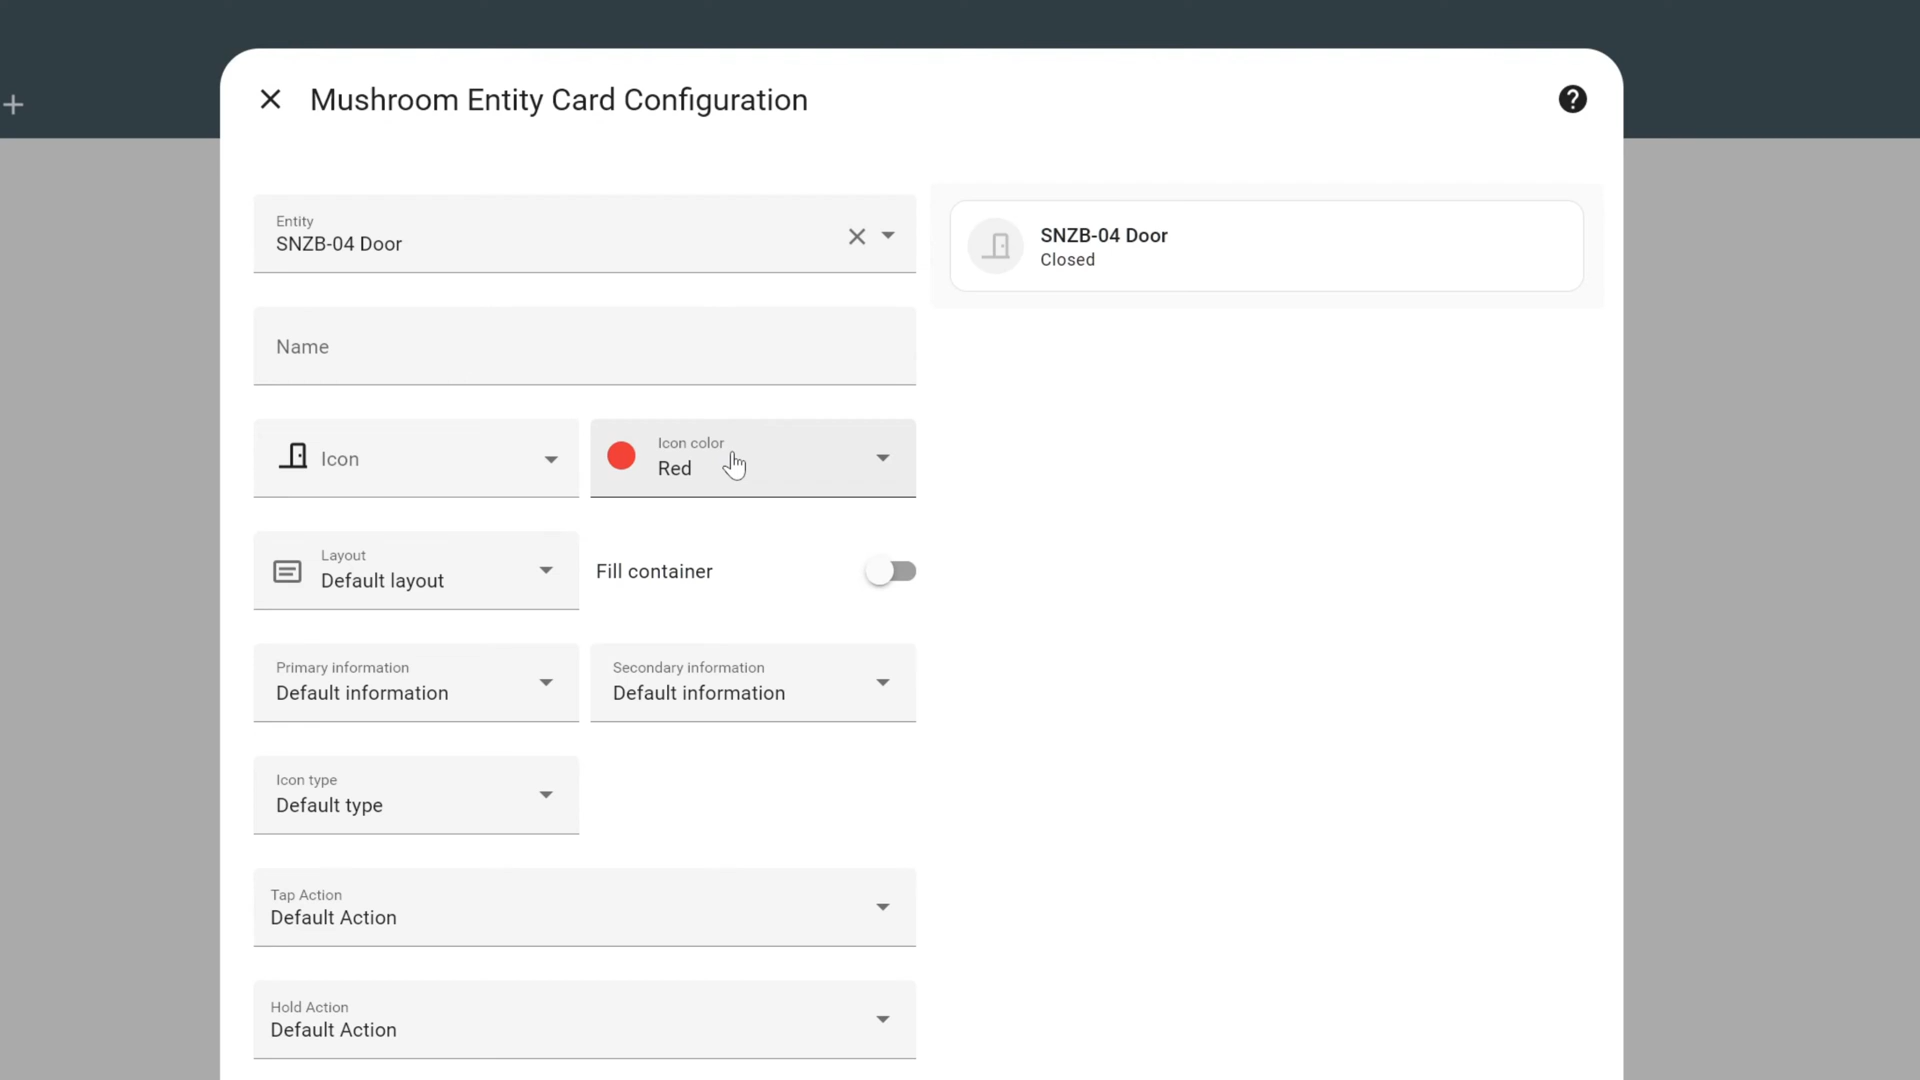 Mushroom Entity Card Configuration
Entity
SNZB-04 Door
SNZB-04 Door
Closed
Name
Icon
Icon color
Red
Layout
Default layout
Fill container
Primary information
Default information
Secondary information
Default information
Icon type
Default type
Tap Action
Default Action
Hold Action
Default Action